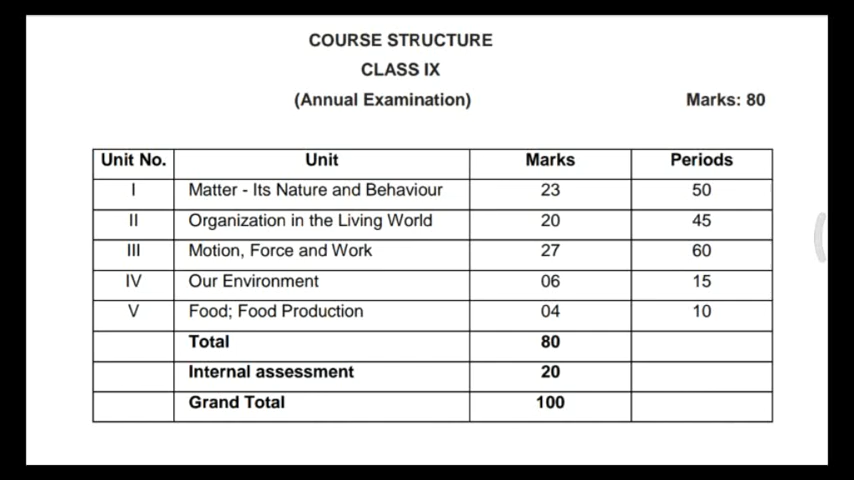 COURSE STRUCTURE
CLASS IX
(Annual Examination) Marks: 80
Unit No. Unit Marks Periods
I Matter - Its Nature and Behaviour 23 50
II Organization in the Living World 20 45
III Motion, Force and Work 27 60
IV Our Environment 06 15
V Food; Food Production 04 10
Total 80
Internal assessment 20
Grand Total 100